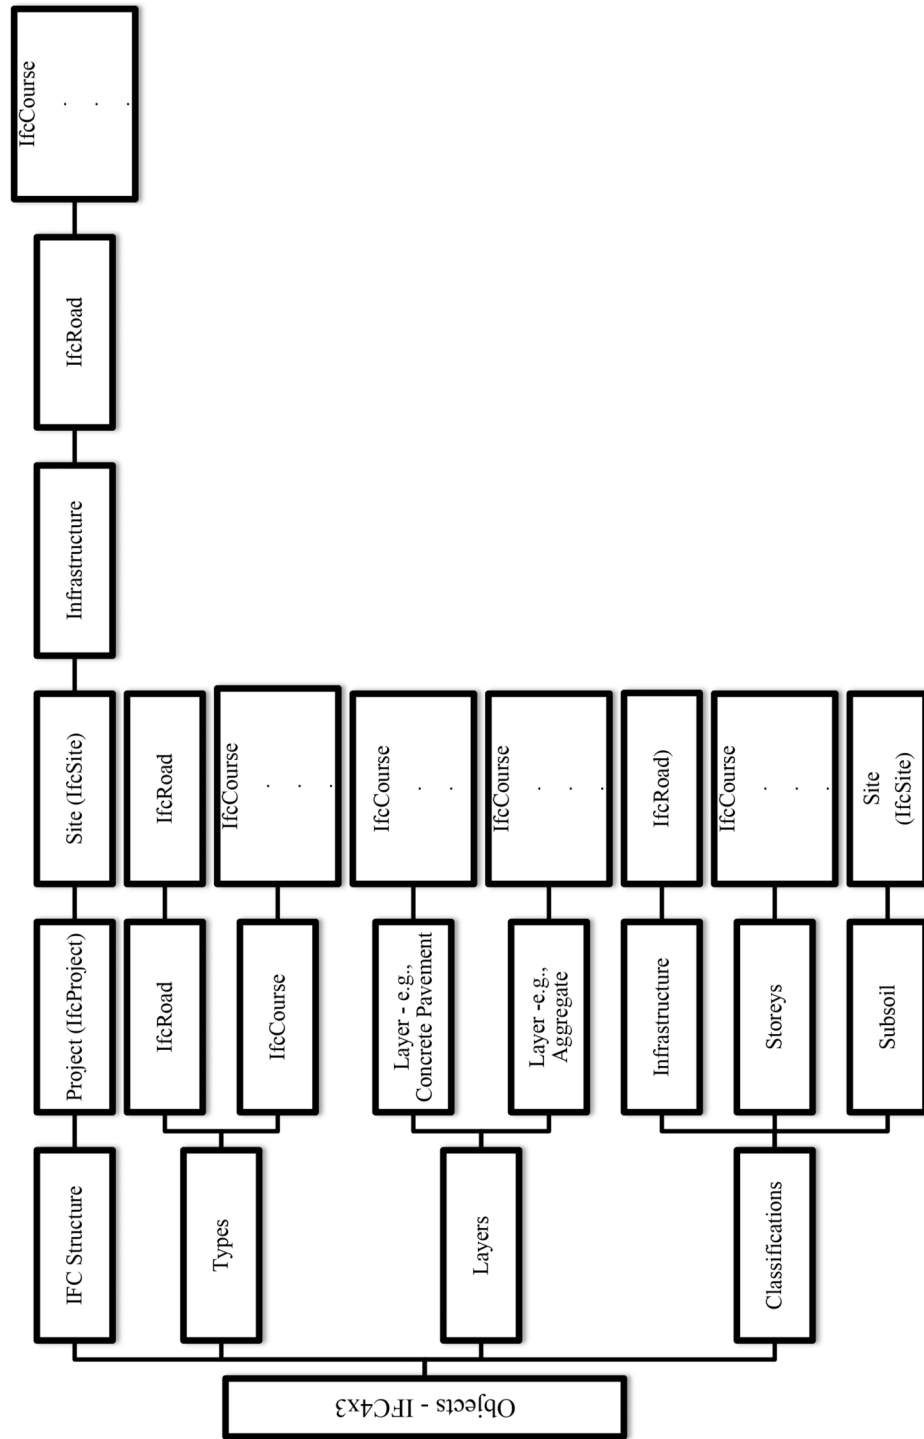 Objects - IFC4x3
IFC Structure
Project (IfcProject)
Site (IfcSite)
Infrastructure
IfcRoad
IfcCourse
.
.
.
Types
IfcRoad
IfcRoad
IfcCourse
IfcCourse
.
.
.
Layers
Layer - e.g.,
Concrete Pavement
IfcCourse
.
.
Layer -e.g.,
Aggregate
IfcCourse
.
.
.
Classifications
Infrastructure
IfcRoad)
Storeys
IfcCourse
.
.
.
Subsoil
Site
(IfcSite)